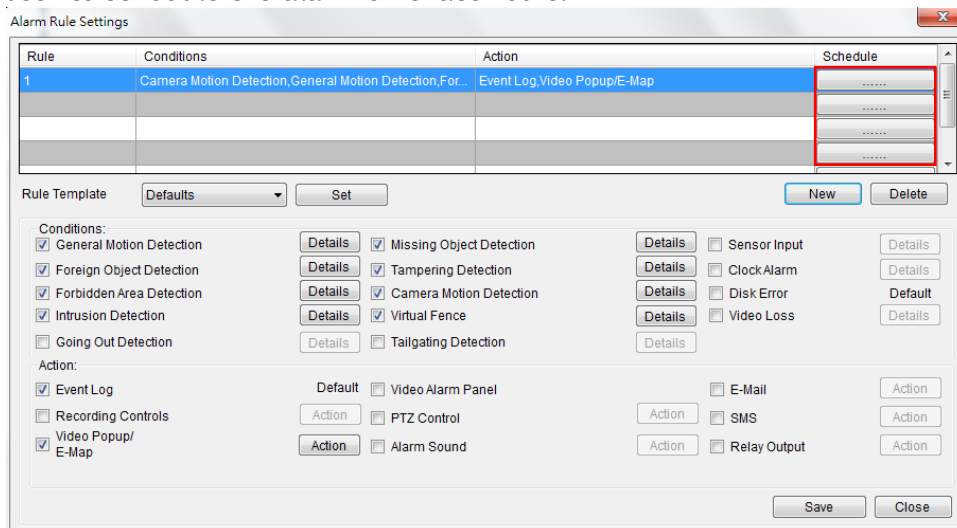 Alarm Rule Settings
Rule Conditions Action Schedule
1 Camera Motion Detection,General Motion Detection,For... Event Log,Video Popup/E-Map ......
......
......
......
Rule Template Defaults Set New Delete
Conditions:
General Motion Detection Details Missing Object Detection Details Sensor Input Details
Foreign Object Detection Details Tampering Detection Details Clock Alarm Details
Forbidden Area Detection Details Camera Motion Detection Details Disk Error Default
Intrusion Detection Details Virtual Fence Details Video Loss Details
Going Out Detection Details Tailgating Detection Details
Action:
Event Log Default Video Alarm Panel E-Mail Action
Recording Controls Action PTZ Control Action SMS Action
Video Popup/
E-Map Action Alarm Sound Action Relay Output Action
Save Close